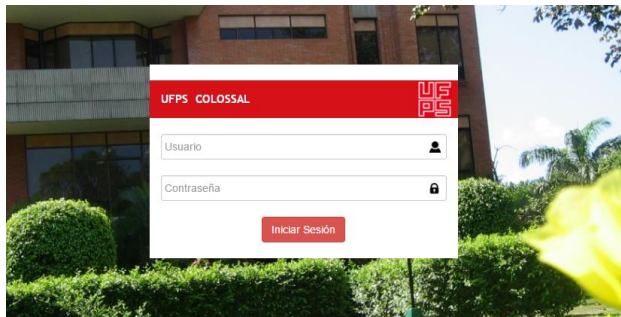 UFPS COLOSSAL
UFPS
Usuario
Contraseña
Iniciar Sesión